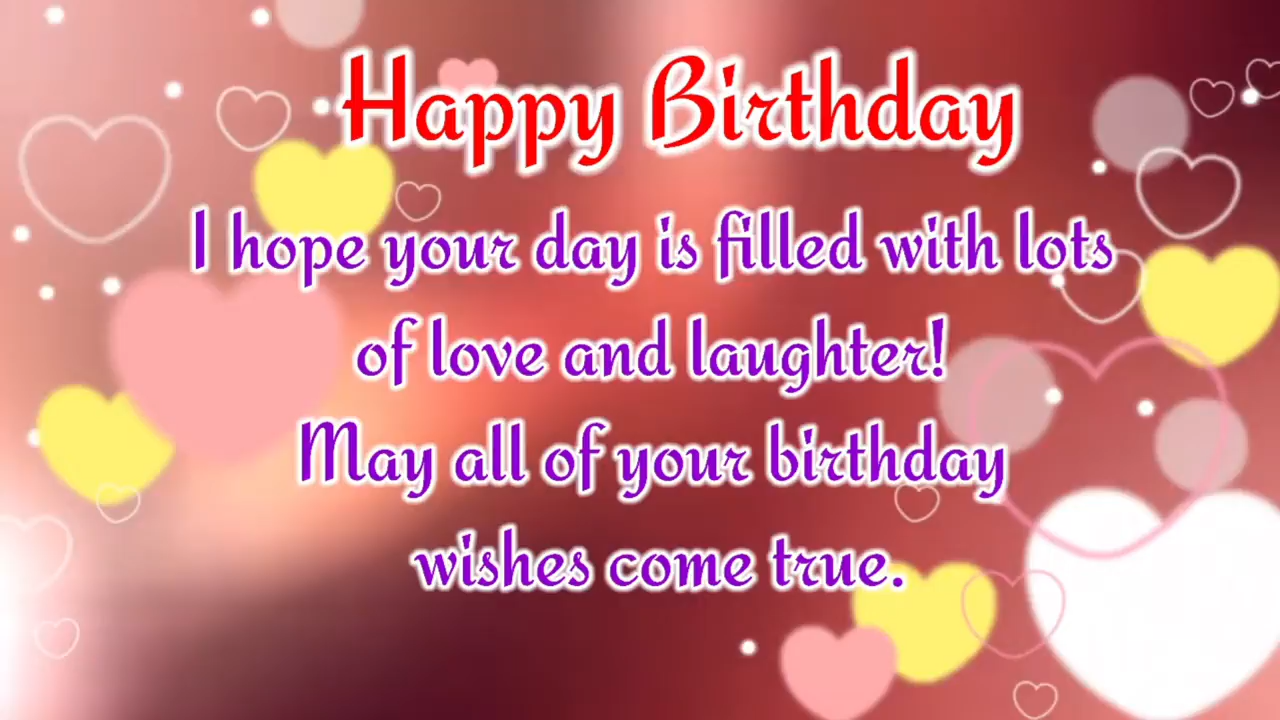 Happy Birthday
I hope your day is filled with lots
of love and laughter!
May all of your birthday
wishes come true.